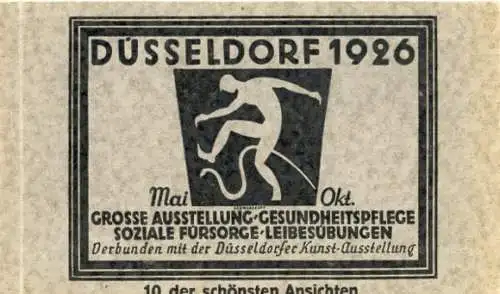 DÜSSELDORF 1926
Mai Okt.
GROSSE AUSSTELLUNG·GESUNDHEITSPFLEGE
SOZIALE FÜRSORGE·LEIBESÜBUNGEN
Verbunden mit der Düsseldorfer Kunst-Ausstellung
10 der schönsten Ansichten